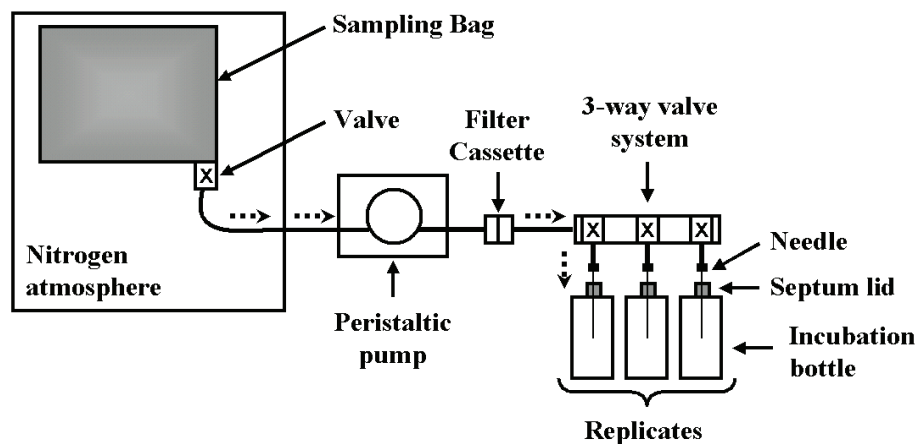 Sampling Bag
Valve
Filter
Cassette
3-way valve
system
X
X X X
Nitrogen
atmosphere
Peristaltic
pump
Needle
Septum lid
Incubation
bottle
Replicates